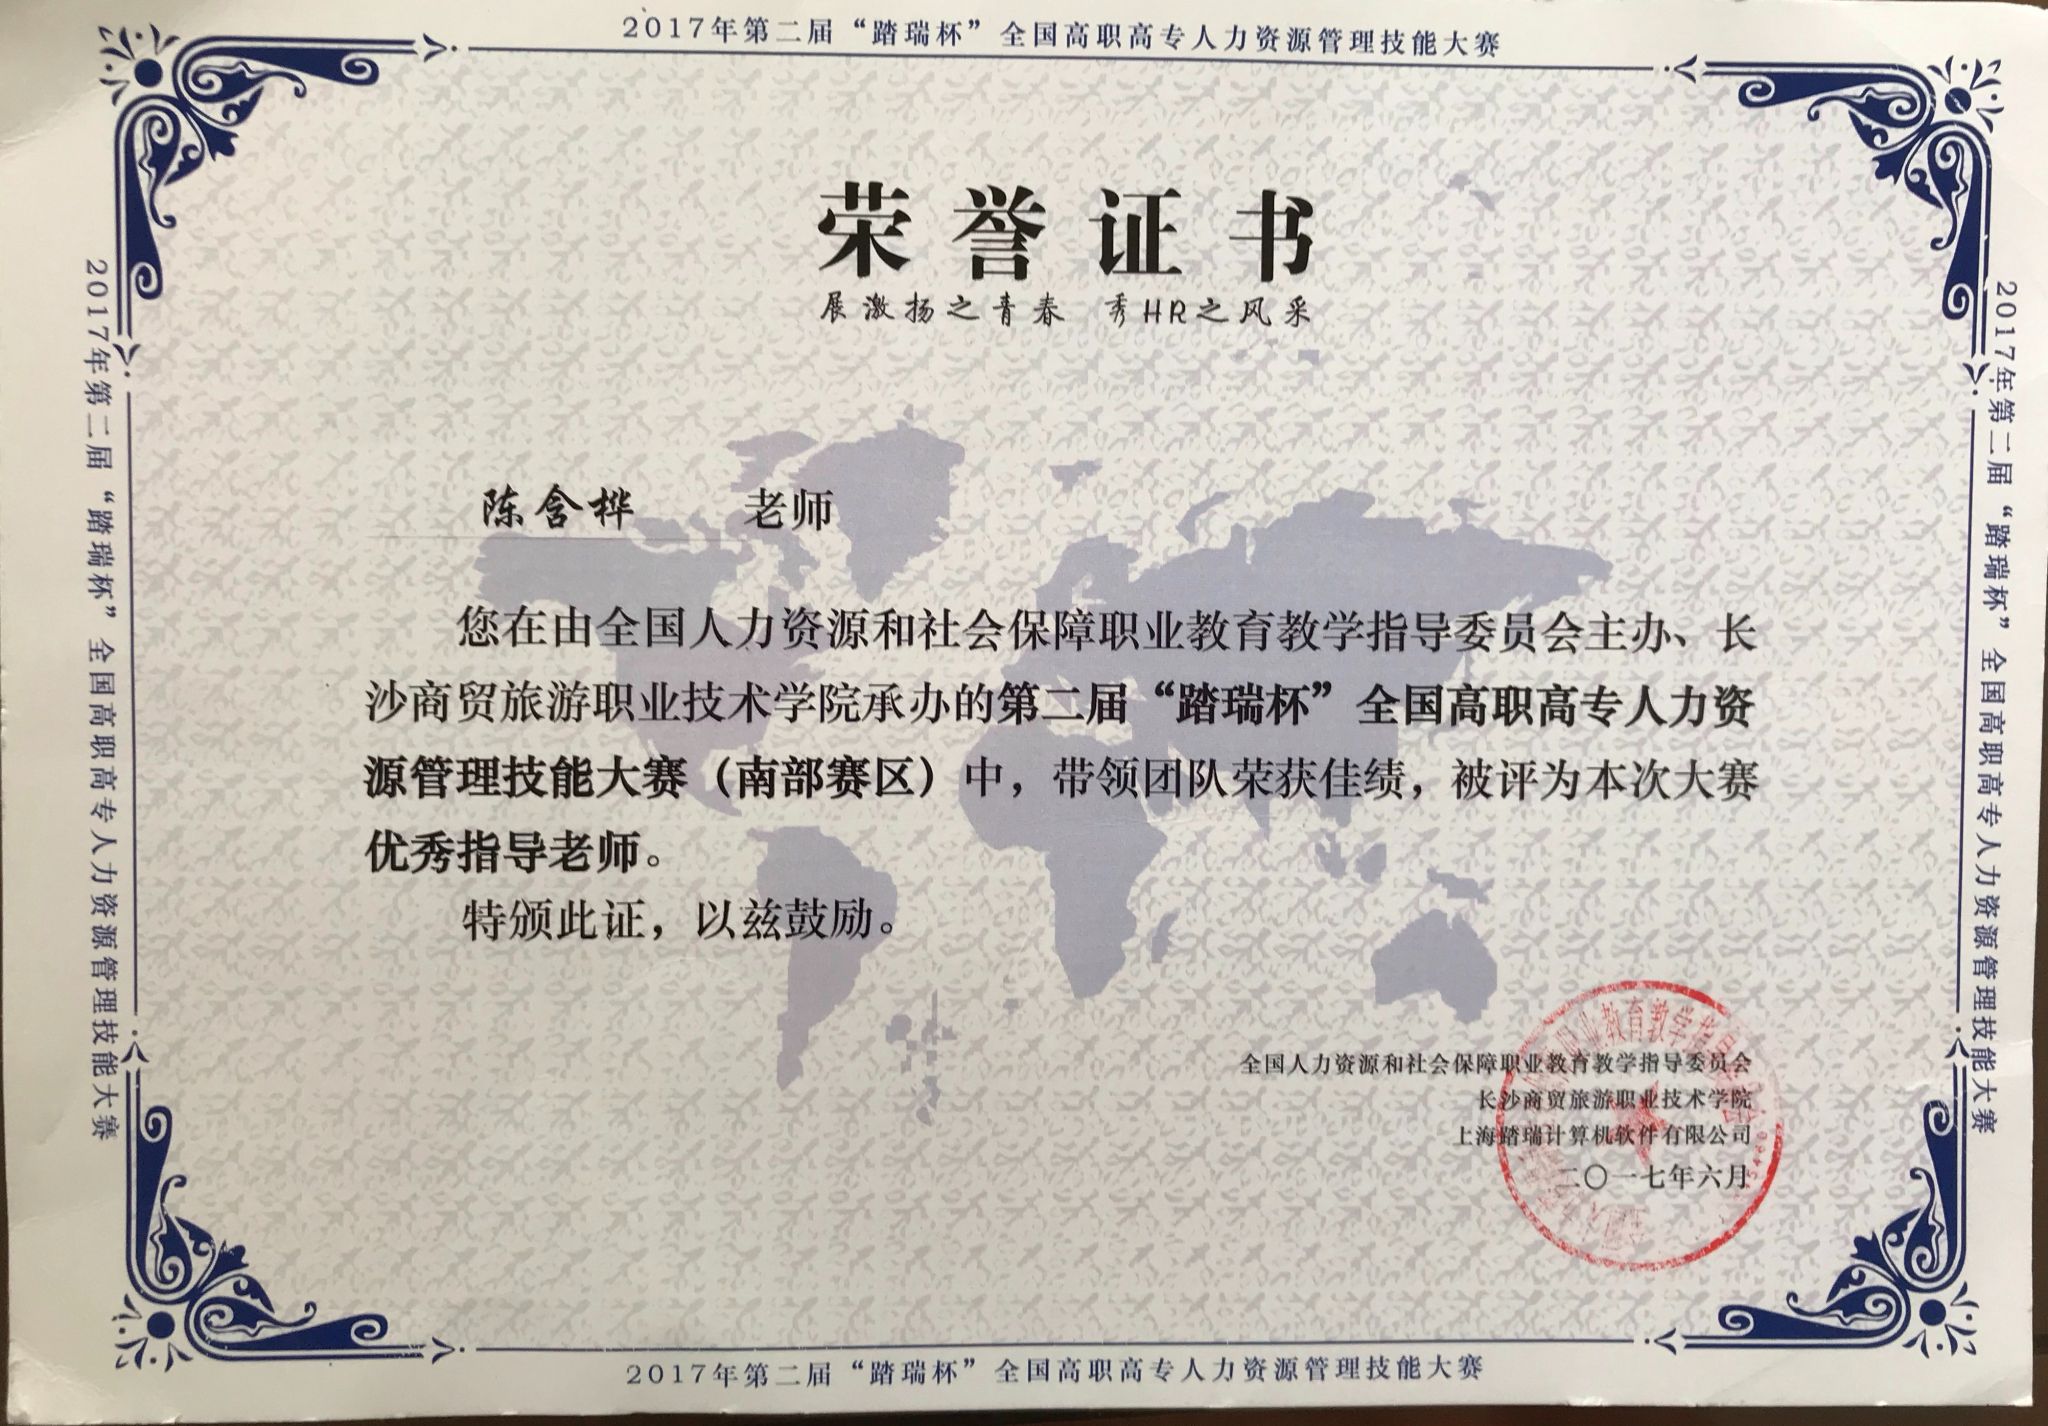 2017年第二届“踏瑞杯”全国高职高专人力资源管理技能大赛
荣誉证书
展激扬之青春 秀HR之风采
陈含桦 老师
您在由全国人力资源和社会保障职业教育教学指导委员会主办、长
沙商贸旅游职业技术学院承办的第二届“踏瑞杯”全国高职高专人力资
源管理技能大赛（南部赛区）中，带领团队荣获佳绩，被评为本次大赛
优秀指导老师。
特颁此证，以兹鼓励。
全国人力资源和社会保障职业教育教学指导委员会
长沙商贸旅游职业技术学院
上海踏瑞计算机软件有限公司
二〇一七年六月
职业教育教学指导
2017年第二届“踏瑞杯”全国高职高专人力资源管理技能大赛
2017年第二届“踏瑞杯”全国高职高专人力资源管理技能大赛
2017年第二届“踏瑞杯”全国高职高专人力资源管理技能大赛